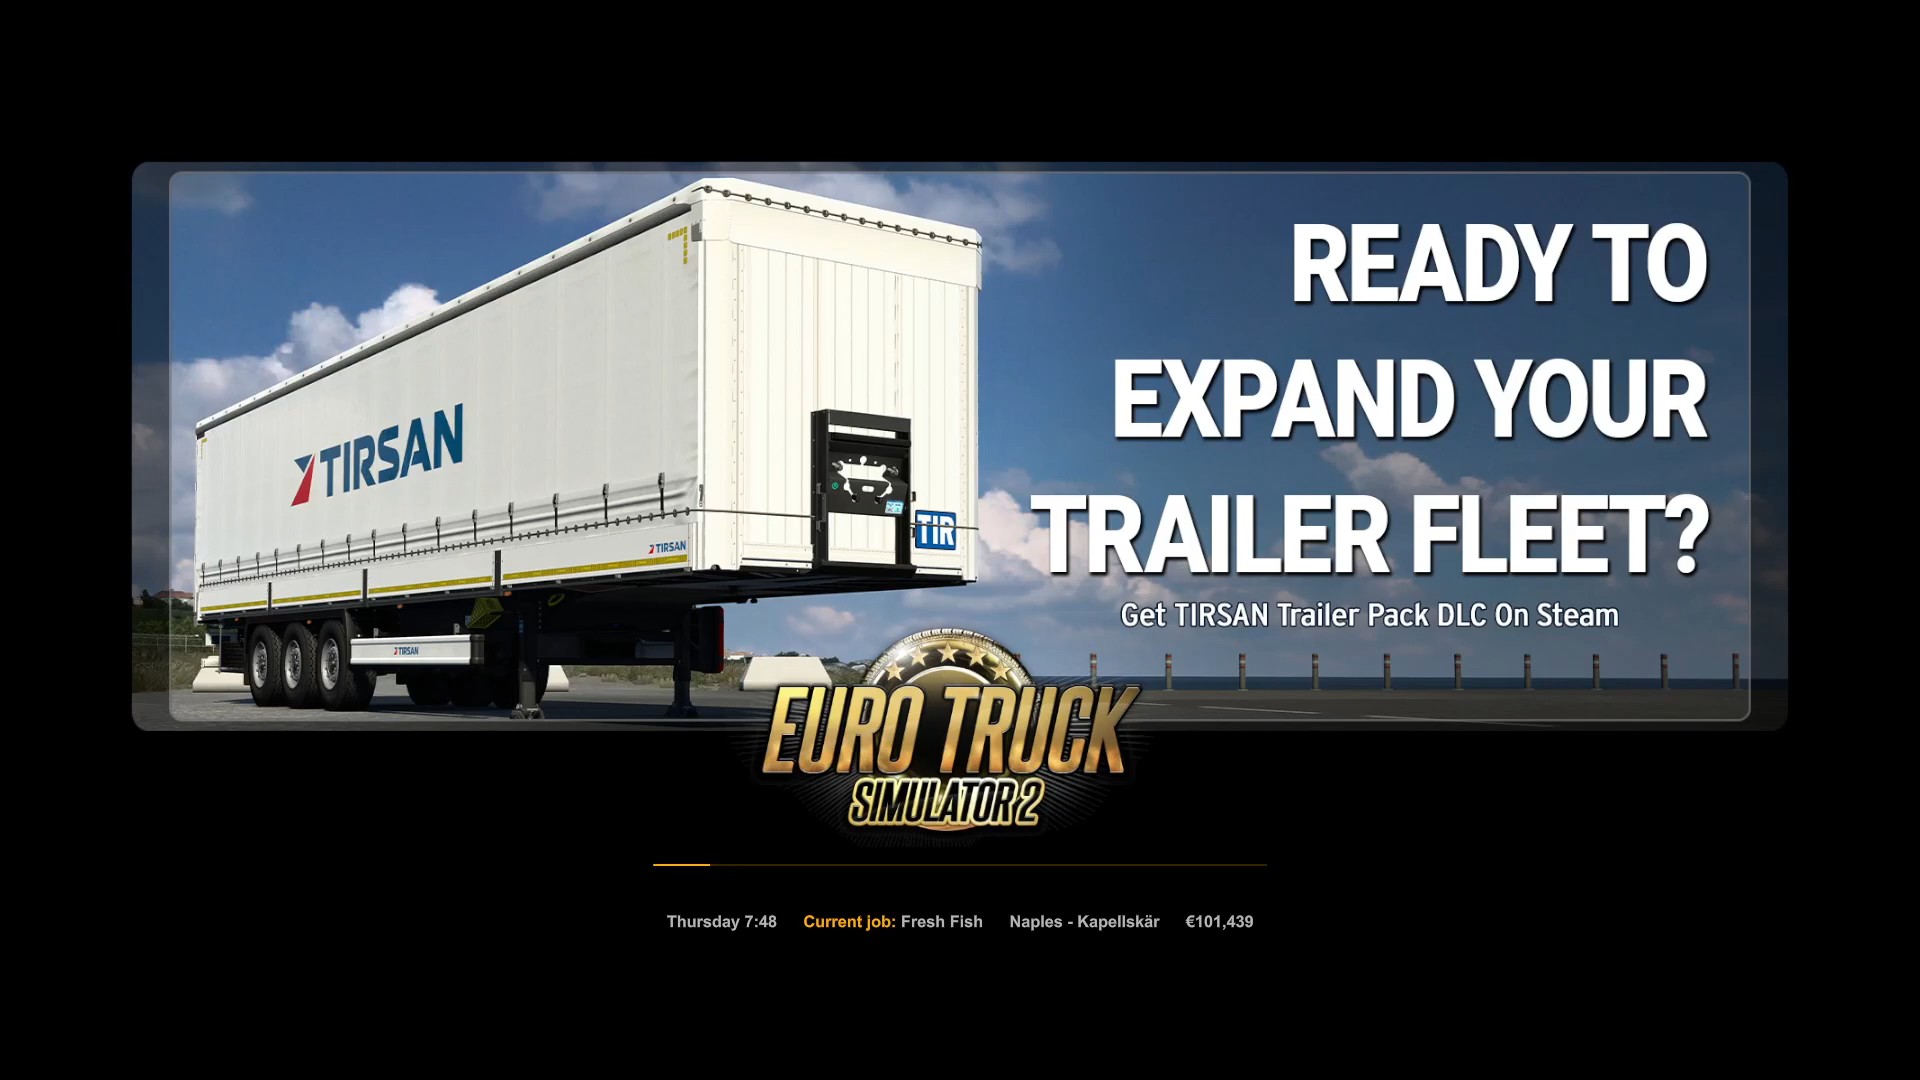 READY TO
EXPAND YOUR
TRAILER FLEET?
Get TIRSAN Trailer Pack DLC On Steam
TIRSAN
TIRSAN
TIR
TIRSAN
EURO TRUCK
SIMULATOR 2
Thursday 7:48 Current job: Fresh Fish Naples - Kapellskär €101,439